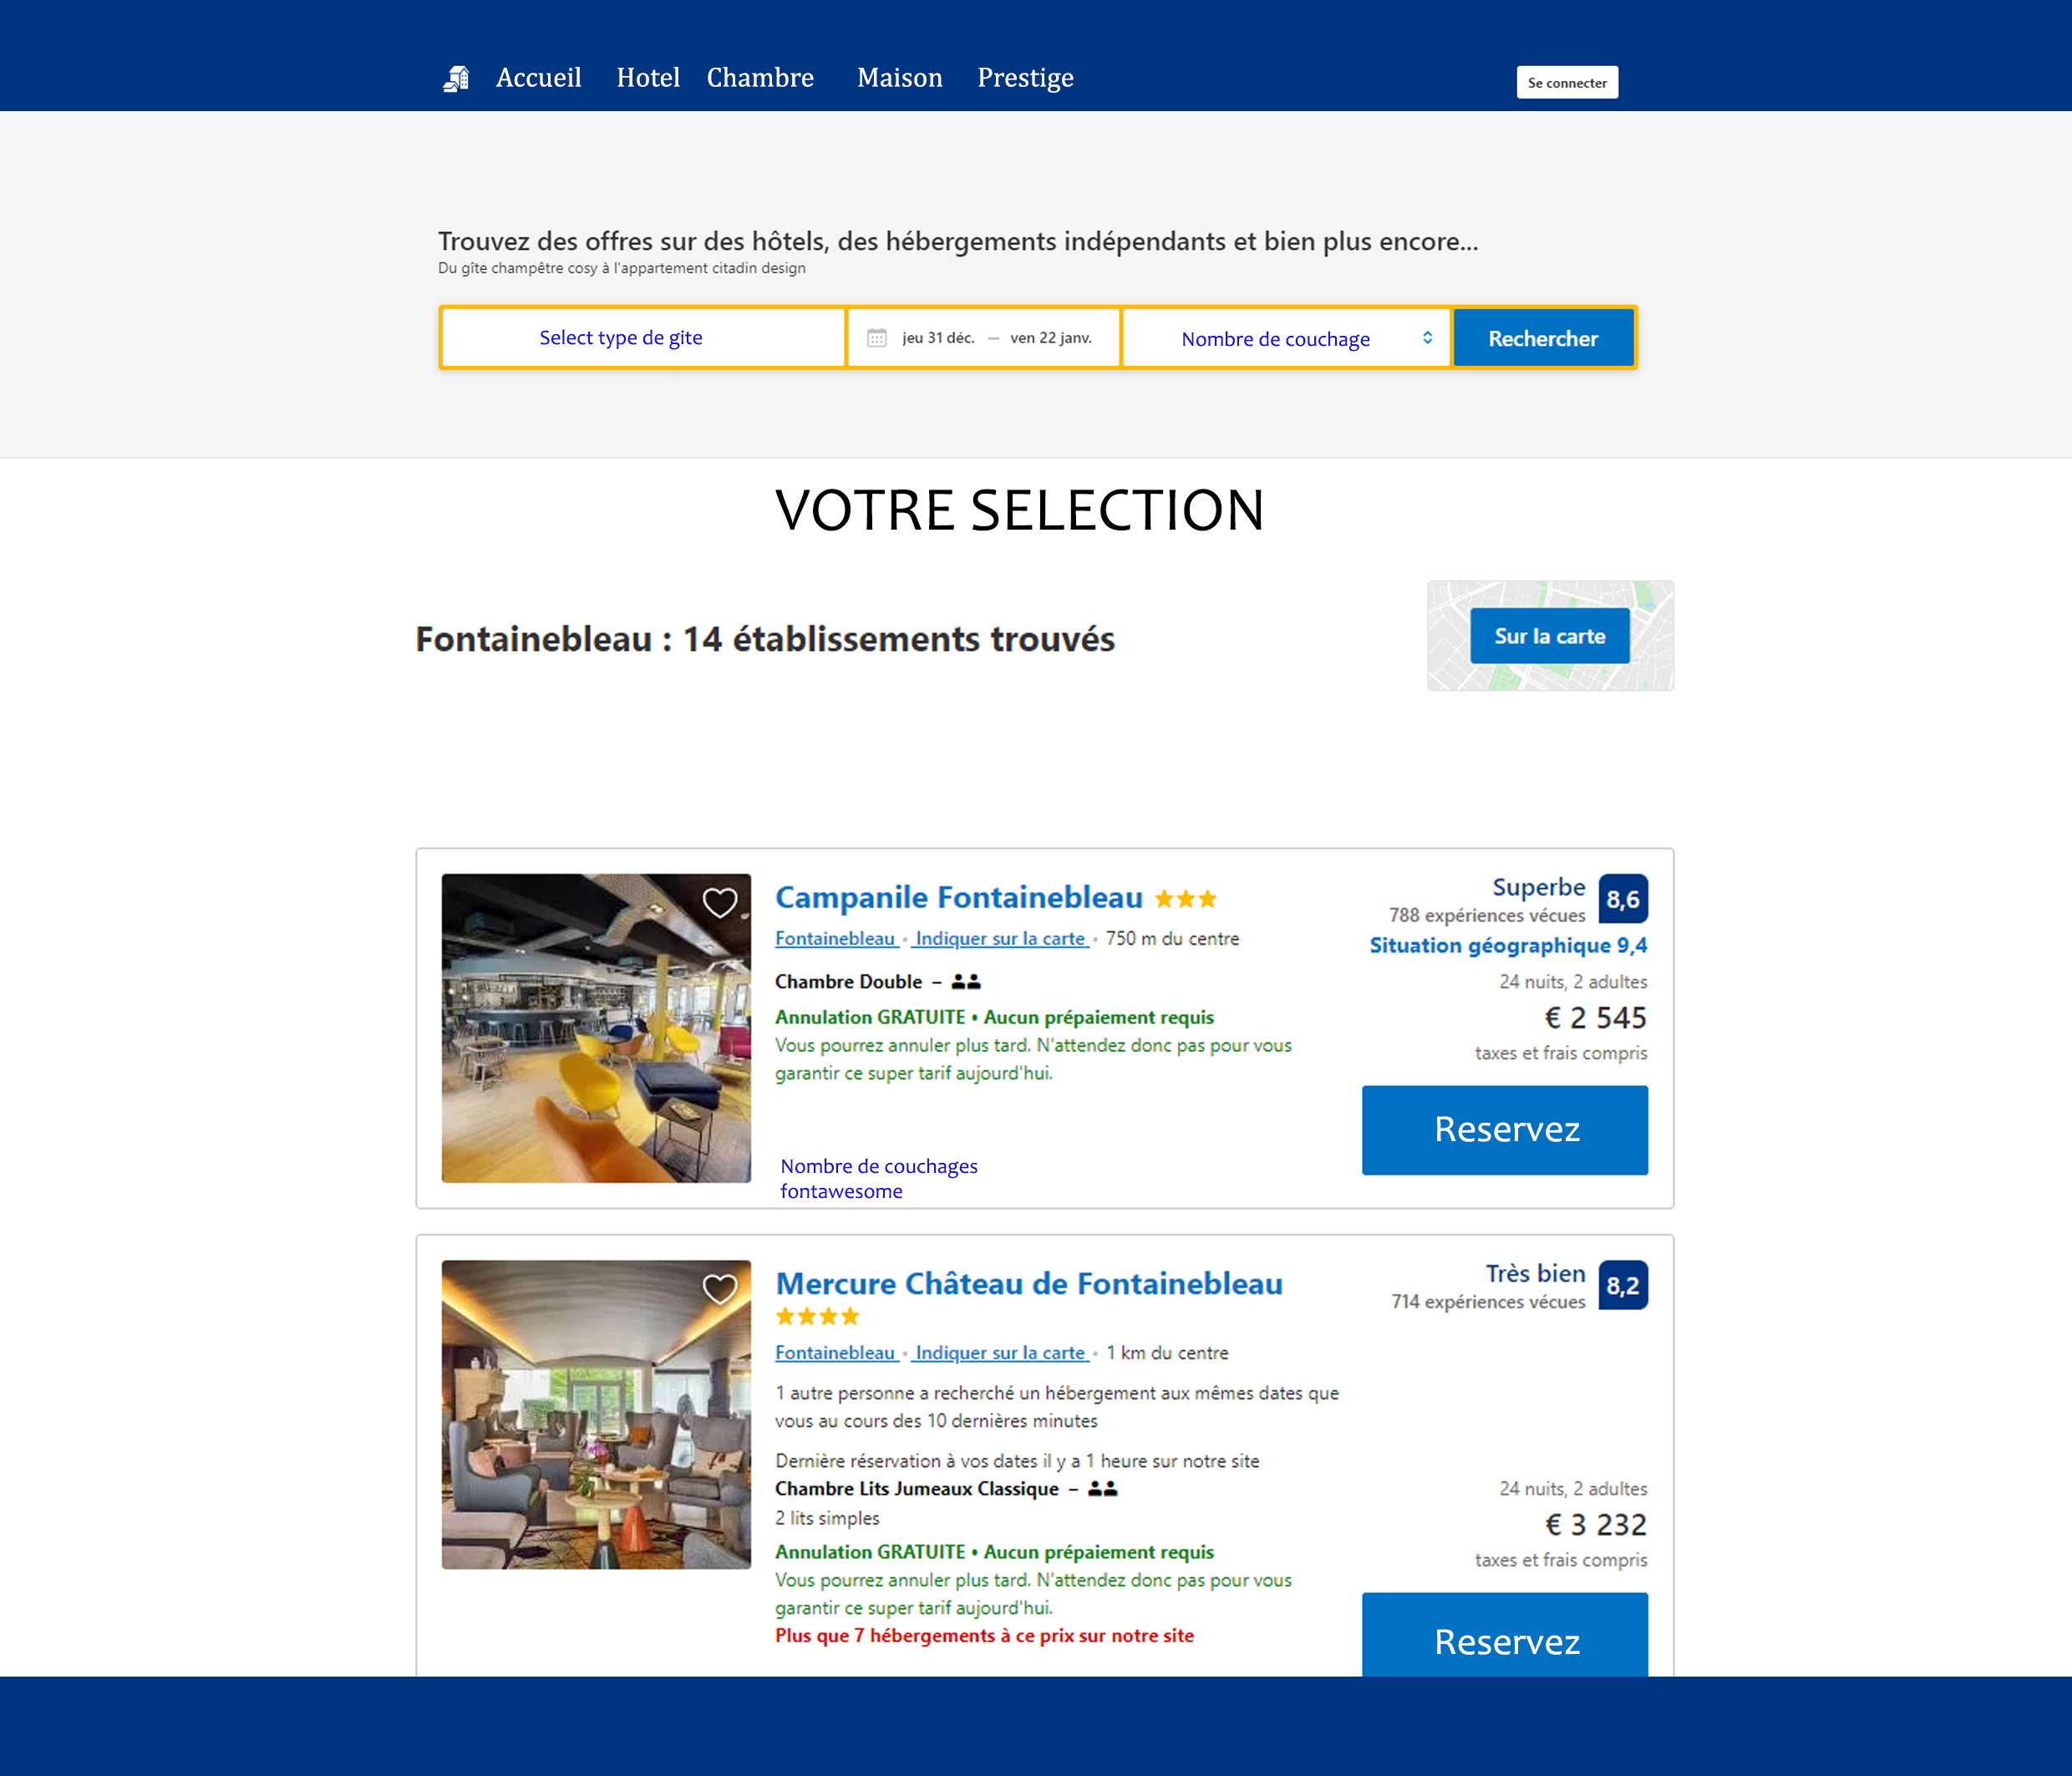 Accueil Hotel Chambre Maison Prestige Se connecter
Trouvez des offres sur des hôtels, des hébergements indépendants et bien plus encore...
Du gîte champêtre cosy à l'appartement citadin design
Select type de gite jeu 31 déc. — ven 22 janv. Nombre de couchage Rechercher
VOTRE SELECTION
Fontainebleau : 14 établissements trouvés
Sur la carte
Campanile Fontainebleau
Fontainebleau • Indiquer sur la carte • 750 m du centre
Chambre Double –
Annulation GRATUITE • Aucun prépaiement requis
Vous pourrez annuler plus tard. N'attendez donc pas pour vous
garantir ce super tarif aujourd'hui.
Nombre de couchages
fontawesome
Superbe 8,6
788 expériences vécues
Situation géographique 9,4
24 nuits, 2 adultes
€ 2 545
taxes et frais compris
Reservez
Mercure Château de Fontainebleau
Fontainebleau • Indiquer sur la carte • 1 km du centre
1 autre personne a recherché un hébergement aux mêmes dates que
vous au cours des 10 dernières minutes
Dernière réservation à vos dates il y a 1 heure sur notre site
Chambre Lits Jumeaux Classique –
2 lits simples
Annulation GRATUITE • Aucun prépaiement requis
Vous pourrez annuler plus tard. N'attendez donc pas pour vous
garantir ce super tarif aujourd'hui.
Plus que 7 hébergements à ce prix sur notre site
Très bien 8,2
714 expériences vécues
24 nuits, 2 adultes
€ 3 232
taxes et frais compris
Reservez